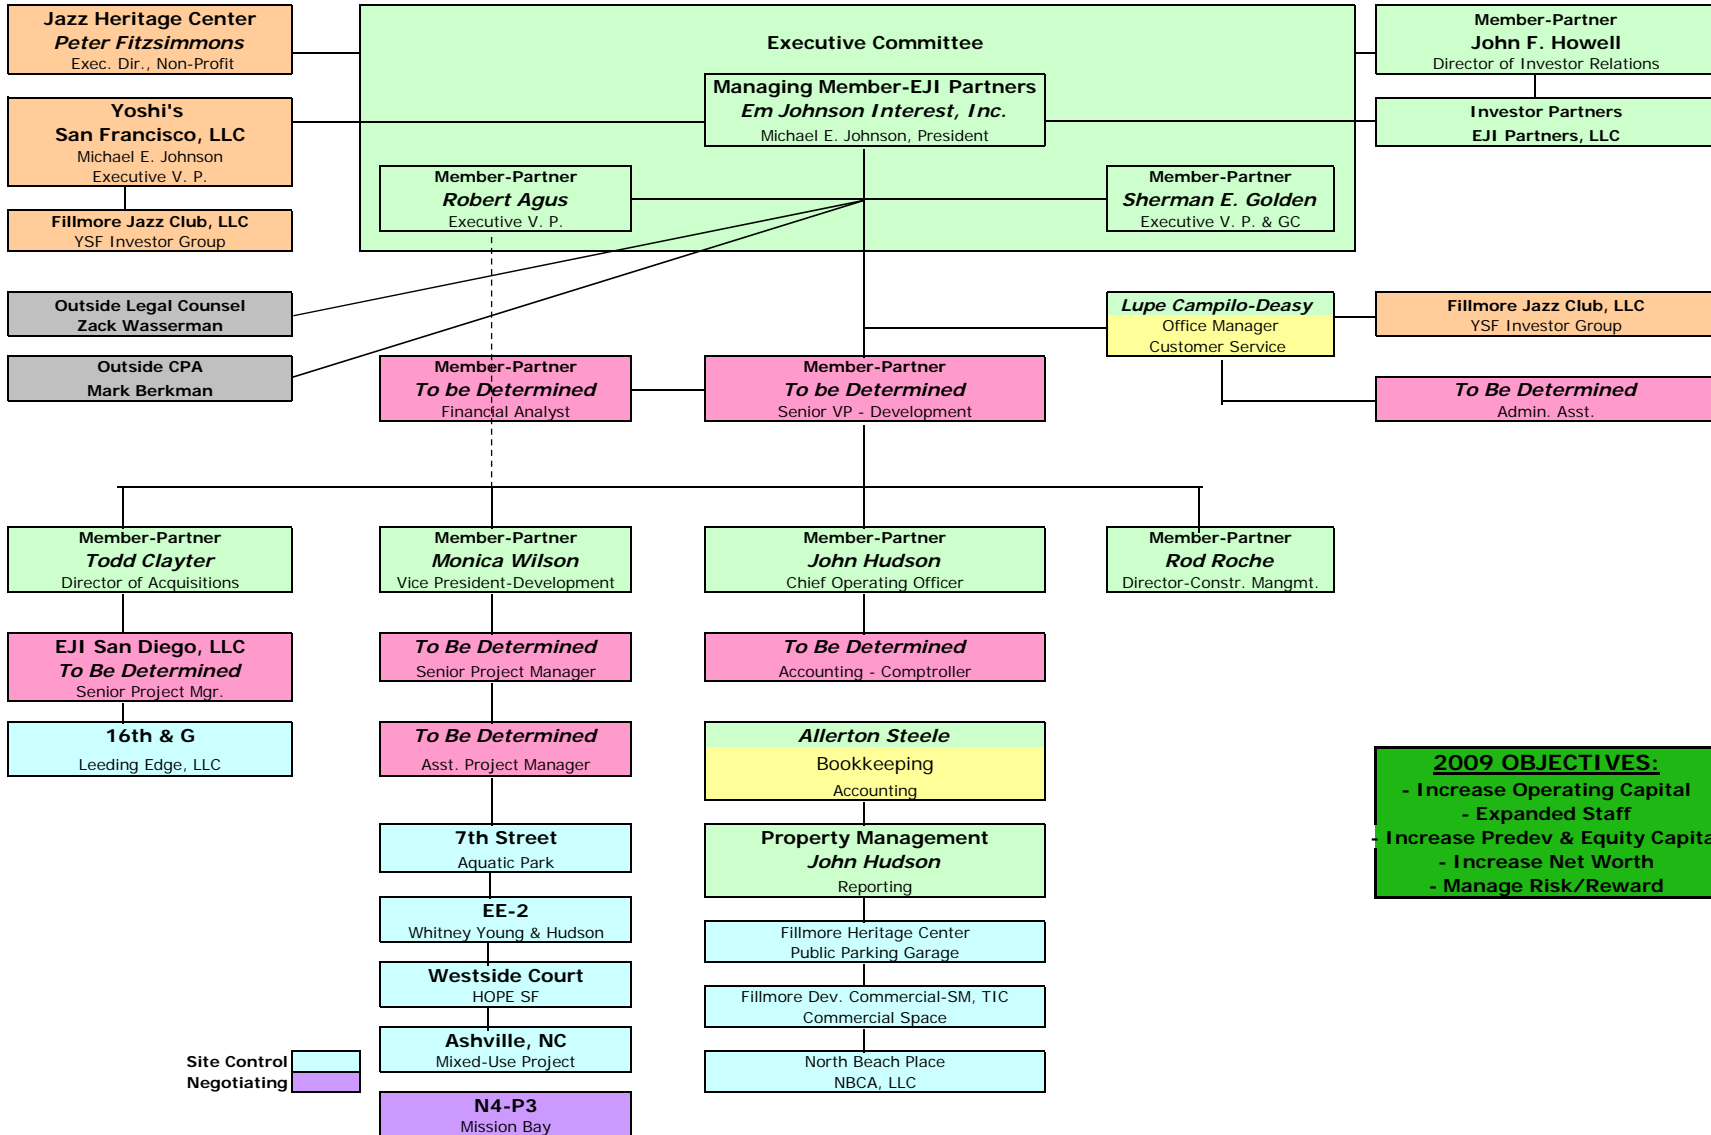 Jazz Heritage Center
Peter Fitzsimmons
Exec. Dir., Non-Profit
Executive Committee
Member-Partner
John F. Howell
Director of Investor Relations
Managing Member-EJI Partners
Em Johnson Interest, Inc.
Michael E. Johnson, President
Yoshi's
San Francisco, LLC
Michael E. Johnson
Executive V. P.
Investor Partners
EJI Partners, LLC
Member-Partner
Robert Agus
Executive V. P.
Member-Partner
Sherman E. Golden
Executive V. P. & GC
Fillmore Jazz Club, LLC
YSF Investor Group
Outside Legal Counsel
Zack Wasserman
Lupe Campilo-Deasy
Office Manager
Customer Service
Fillmore Jazz Club, LLC
YSF Investor Group
Outside CPA
Mark Berkman
Member-Partner
To be Determined
Financial Analyst
Member-Partner
To be Determined
Senior VP - Development
To Be Determined
Admin. Asst.
Member-Partner
Todd Clayter
Director of Acquisitions
Member-Partner
Monica Wilson
Vice President-Development
Member-Partner
John Hudson
Chief Operating Officer
Member-Partner
Rod Roche
Director-Constr. Mangmt.
EJI San Diego, LLC
To Be Determined
Senior Project Mgr.
To Be Determined
Senior Project Manager
To Be Determined
Accounting - Comptroller
16th & G
Leeding Edge, LLC
To Be Determined
Asst. Project Manager
Allerton Steele
Bookkeeping
Accounting
2009 OBJECTIVES:
- Increase Operating Capital
- Expanded Staff
- Increase Predev & Equity Capita
- Increase Net Worth
- Manage Risk/Reward
7th Street
Aquatic Park
Property Management
John Hudson
Reporting
EE-2
Whitney Young & Hudson
Fillmore Heritage Center
Public Parking Garage
Westside Court
HOPE SF
Fillmore Dev. Commercial-SM, TIC
Commercial Space
Ashville, NC
Mixed-Use Project
North Beach Place
NBCA, LLC
Site Control
Negotiating
N4-P3
Mission Bay